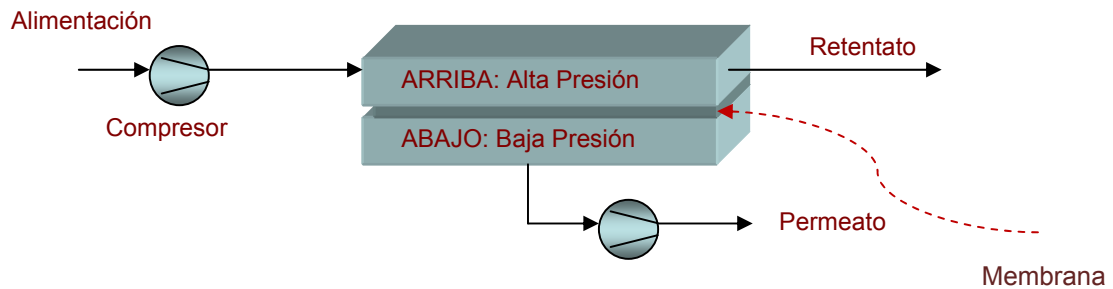 Alimentación
Retentato
ARRIBA: Alta Presión
Compresor
ABAJO: Baja Presión
Permeato
Membrana